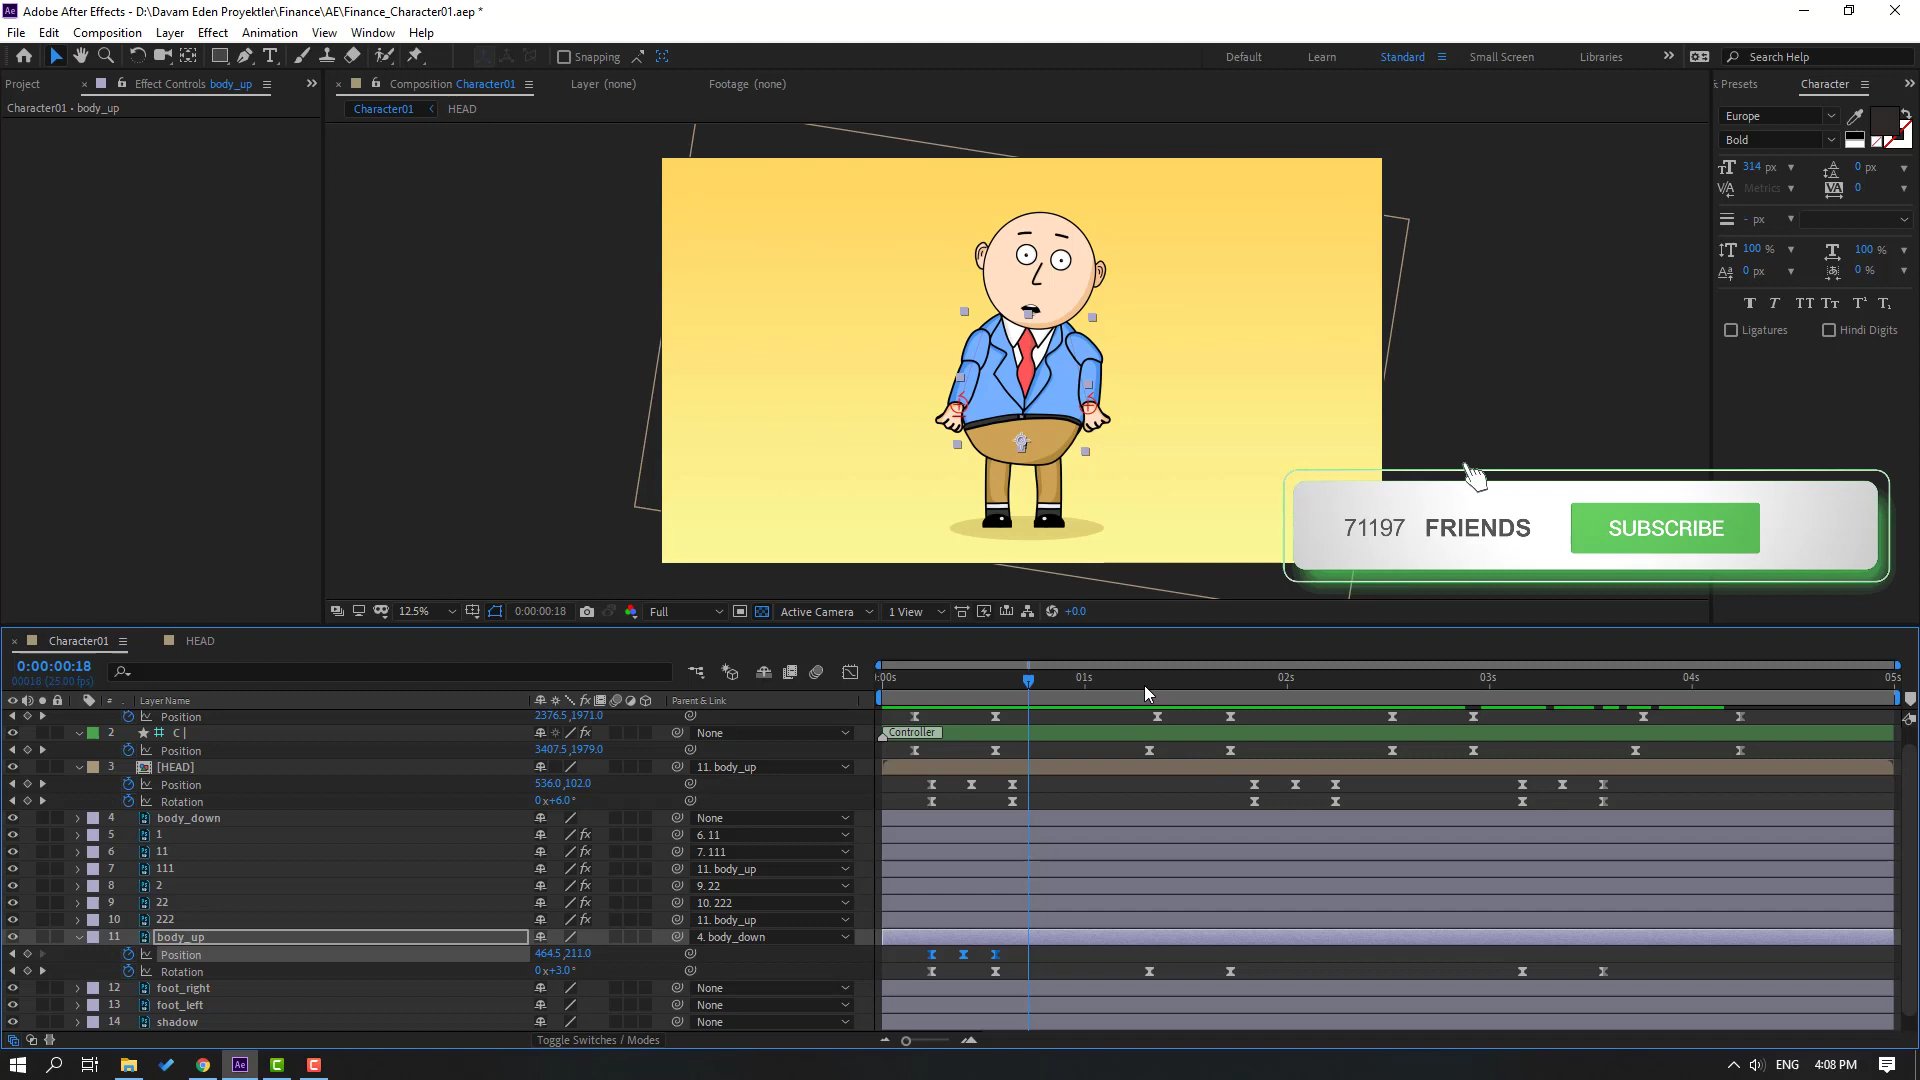 Adobe After Effects - D:\Davam Eden Proyektler\Finance\AE\Finance_Character01.aep *
File Edit Composition Layer Effect Animation View Window Help
Snapping
Default Learn Standard Small Screen Libraries Search Help
Project Effect Controls body_up
Composition Character01 Layer (none) Footage (none)
Presets Character
Character01 • body_up
Character01 HEAD
Europe
Bold
314 px 0 px
Metrics 0
- px
100 % 100 %
0 px 0 %
Ligatures Hindi Digits
71197 FRIENDS SUBSCRIBE
12.5% 0:00:00:18 Full Active Camera 1 View +0.0
Character01 HEAD
0:00:00:18
00018 (25.00 fps)
:00s 01s 02s 03s 04s 05s
# Layer Name Parent & Link
Position 2376.5,1971.0
2 C | None Controller
Position 3407.5,1979.0
3 [HEAD] 11. body_up
Position 536.0,102.0
Rotation 0x+6.0°
4 body_down None
5 1 6. 11
6 11 7. 111
7 111 11. body_up
8 2 9. 22
9 22 10. 222
10 222 11. body_up
11 body_up 4. body_down
Position 464.5,211.0
Rotation 0x+3.0°
12 foot_right None
13 foot_left None
14 shadow None
Toggle Switches / Modes
ENG 4:08 PM